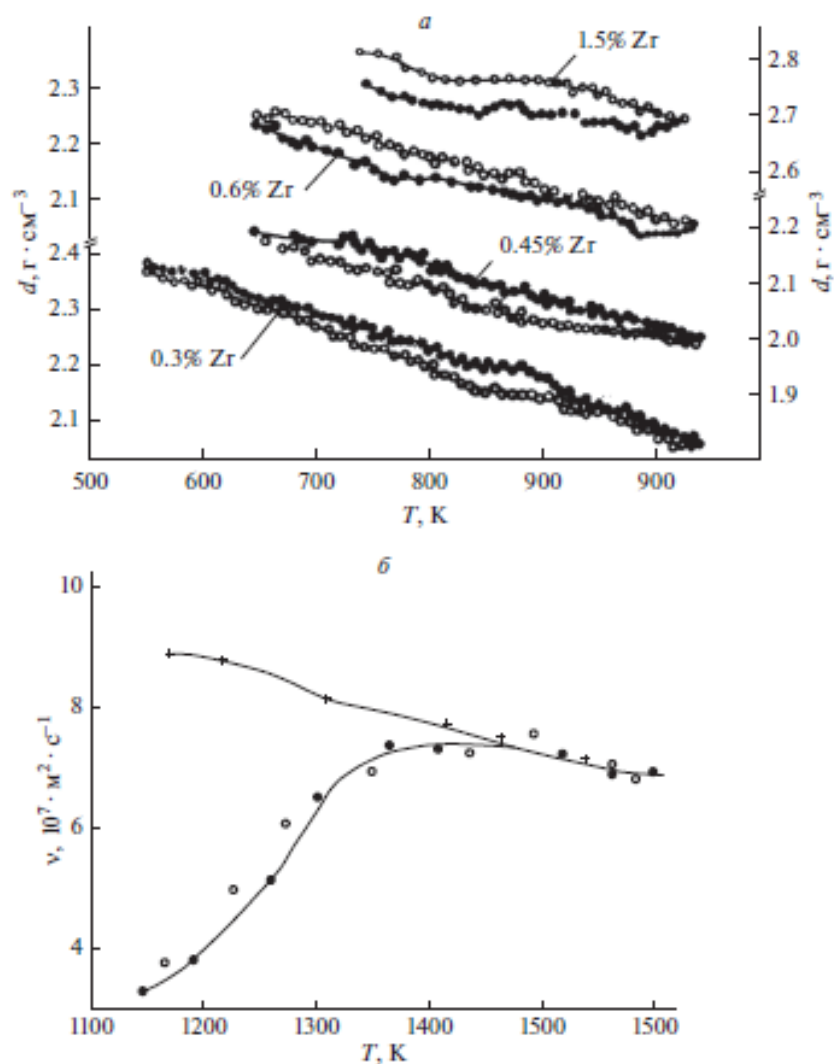 а
1.5% Zr
0.6% Zr
0.45% Zr
0.3% Zr
d, г · см⁻³
2.3
2.2
2.1
2.4
2.3
2.2
2.1
2.8
2.7
2.6
2.2
2.1
2.0
1.9
d, г · см⁻³
500 600 700 800 900 900
T, K
б
ν, 10⁷ · м² · с⁻¹
10
8
6
4
1100 1200 1300 1400 1500 1500
T, K